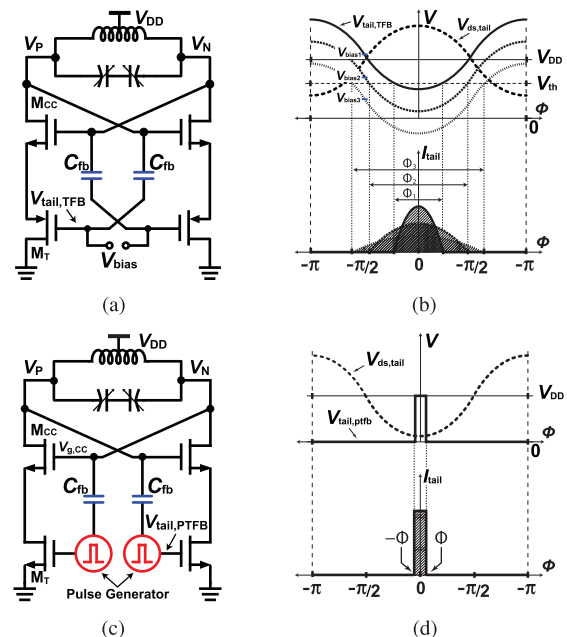 V_DD
V_P
V_N
M_CC
C_fb
C_fb
V_tail,TFB
M_T
V_bias
(a)
V
V_tail,TFB
V_ds,tail
V_bias1
V_DD
V_bias2
V_th
V_bias3
Φ
0
I_tail
Φ_3
Φ_2
Φ_1
Φ
-π
-π/2
0
-π/2
-π
(b)
V_DD
V_P
V_N
M_CC
V_g,CC
C_fb
C_fb
V_tail,PTFB
M_T
Pulse Generator
(c)
V
V_ds,tail
V_DD
V_tail,ptfb
0
I_tail
-Φ
Φ
Φ
-π
-π/2
0
-π/2
-π
(d)